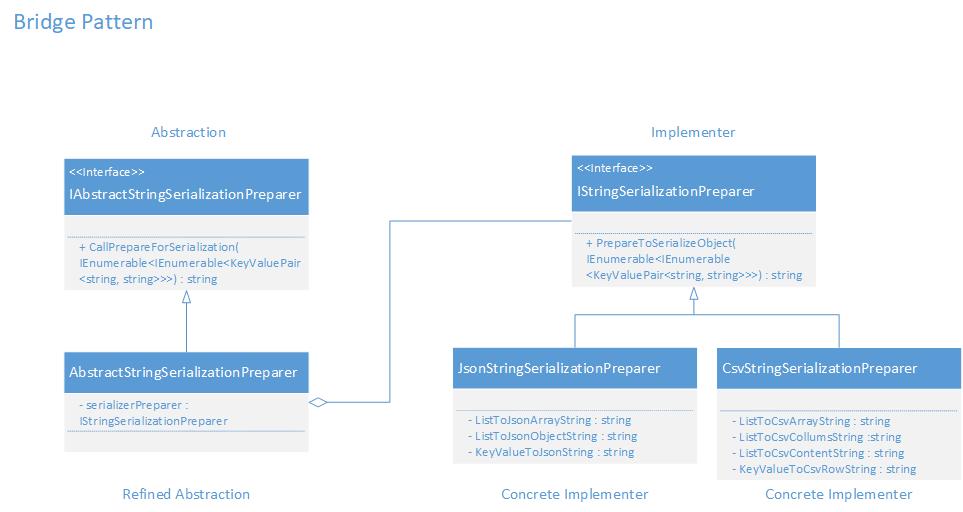 Bridge Pattern
Abstraction
<<Interface>>
IAbstractStringSerializationPreparer
+ CallPrepareForSerialization(
IEnumerable<IEnumerable<KeyValuePair
<string, string>>>) : string
AbstractStringSerializationPreparer
- serializerPreparer :
IStringSerializationPreparer
Refined Abstraction
Implementer
<<Interface>>
IStringSerializationPreparer
+ PrepareToSerializeObject(
IEnumerable<IEnumerable
<KeyValuePair<string, string>>>) : string
JsonStringSerializationPreparer
- ListToJsonArrayString : string
- ListToJsonObjectString : string
- KeyValueToJsonString : string
Concrete Implementer
CsvStringSerializationPreparer
- ListToCsvArrayString : string
- ListToCsvCollumsString :string
- ListToCsvContentString : string
- KeyValueToCsvRowString : string
Concrete Implementer